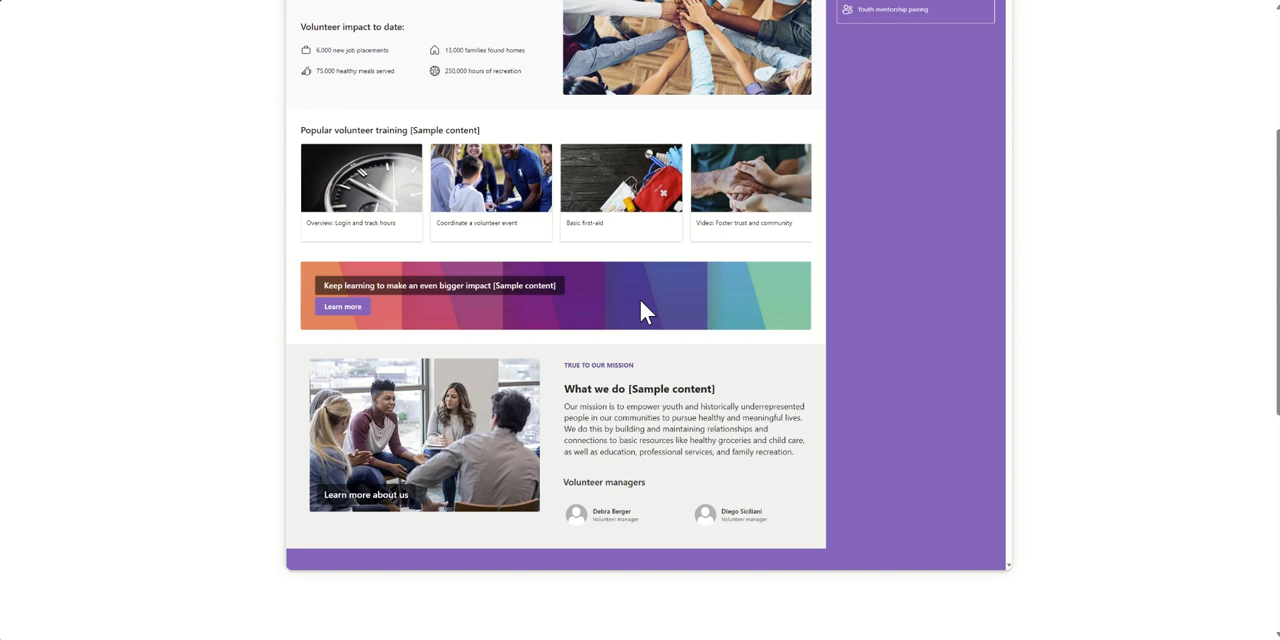 Youth mentorship pairing
Volunteer impact to date:
6,000 new job placements
13,000 families found homes
75,000 healthy meals served
250,000 hours of recreation
Popular volunteer training [Sample content]
Overview: Login and track hours
Coordinate a volunteer event
Basic first-aid
Video: Foster trust and community
Keep learning to make an even bigger impact [Sample content]
Learn more
TRUE TO OUR MISSION
What we do [Sample content]
Our mission is to empower youth and historically underrepresented
people in our communities to pursue healthy and meaningful lives.
We do this by building and maintaining relationships and
connections to basic resources like healthy groceries and child care,
as well as education, professional services, and family recreation.
Learn more about us
Volunteer managers
Debra Berger
Volunteer manager
Diego Siciliani
Volunteer manager